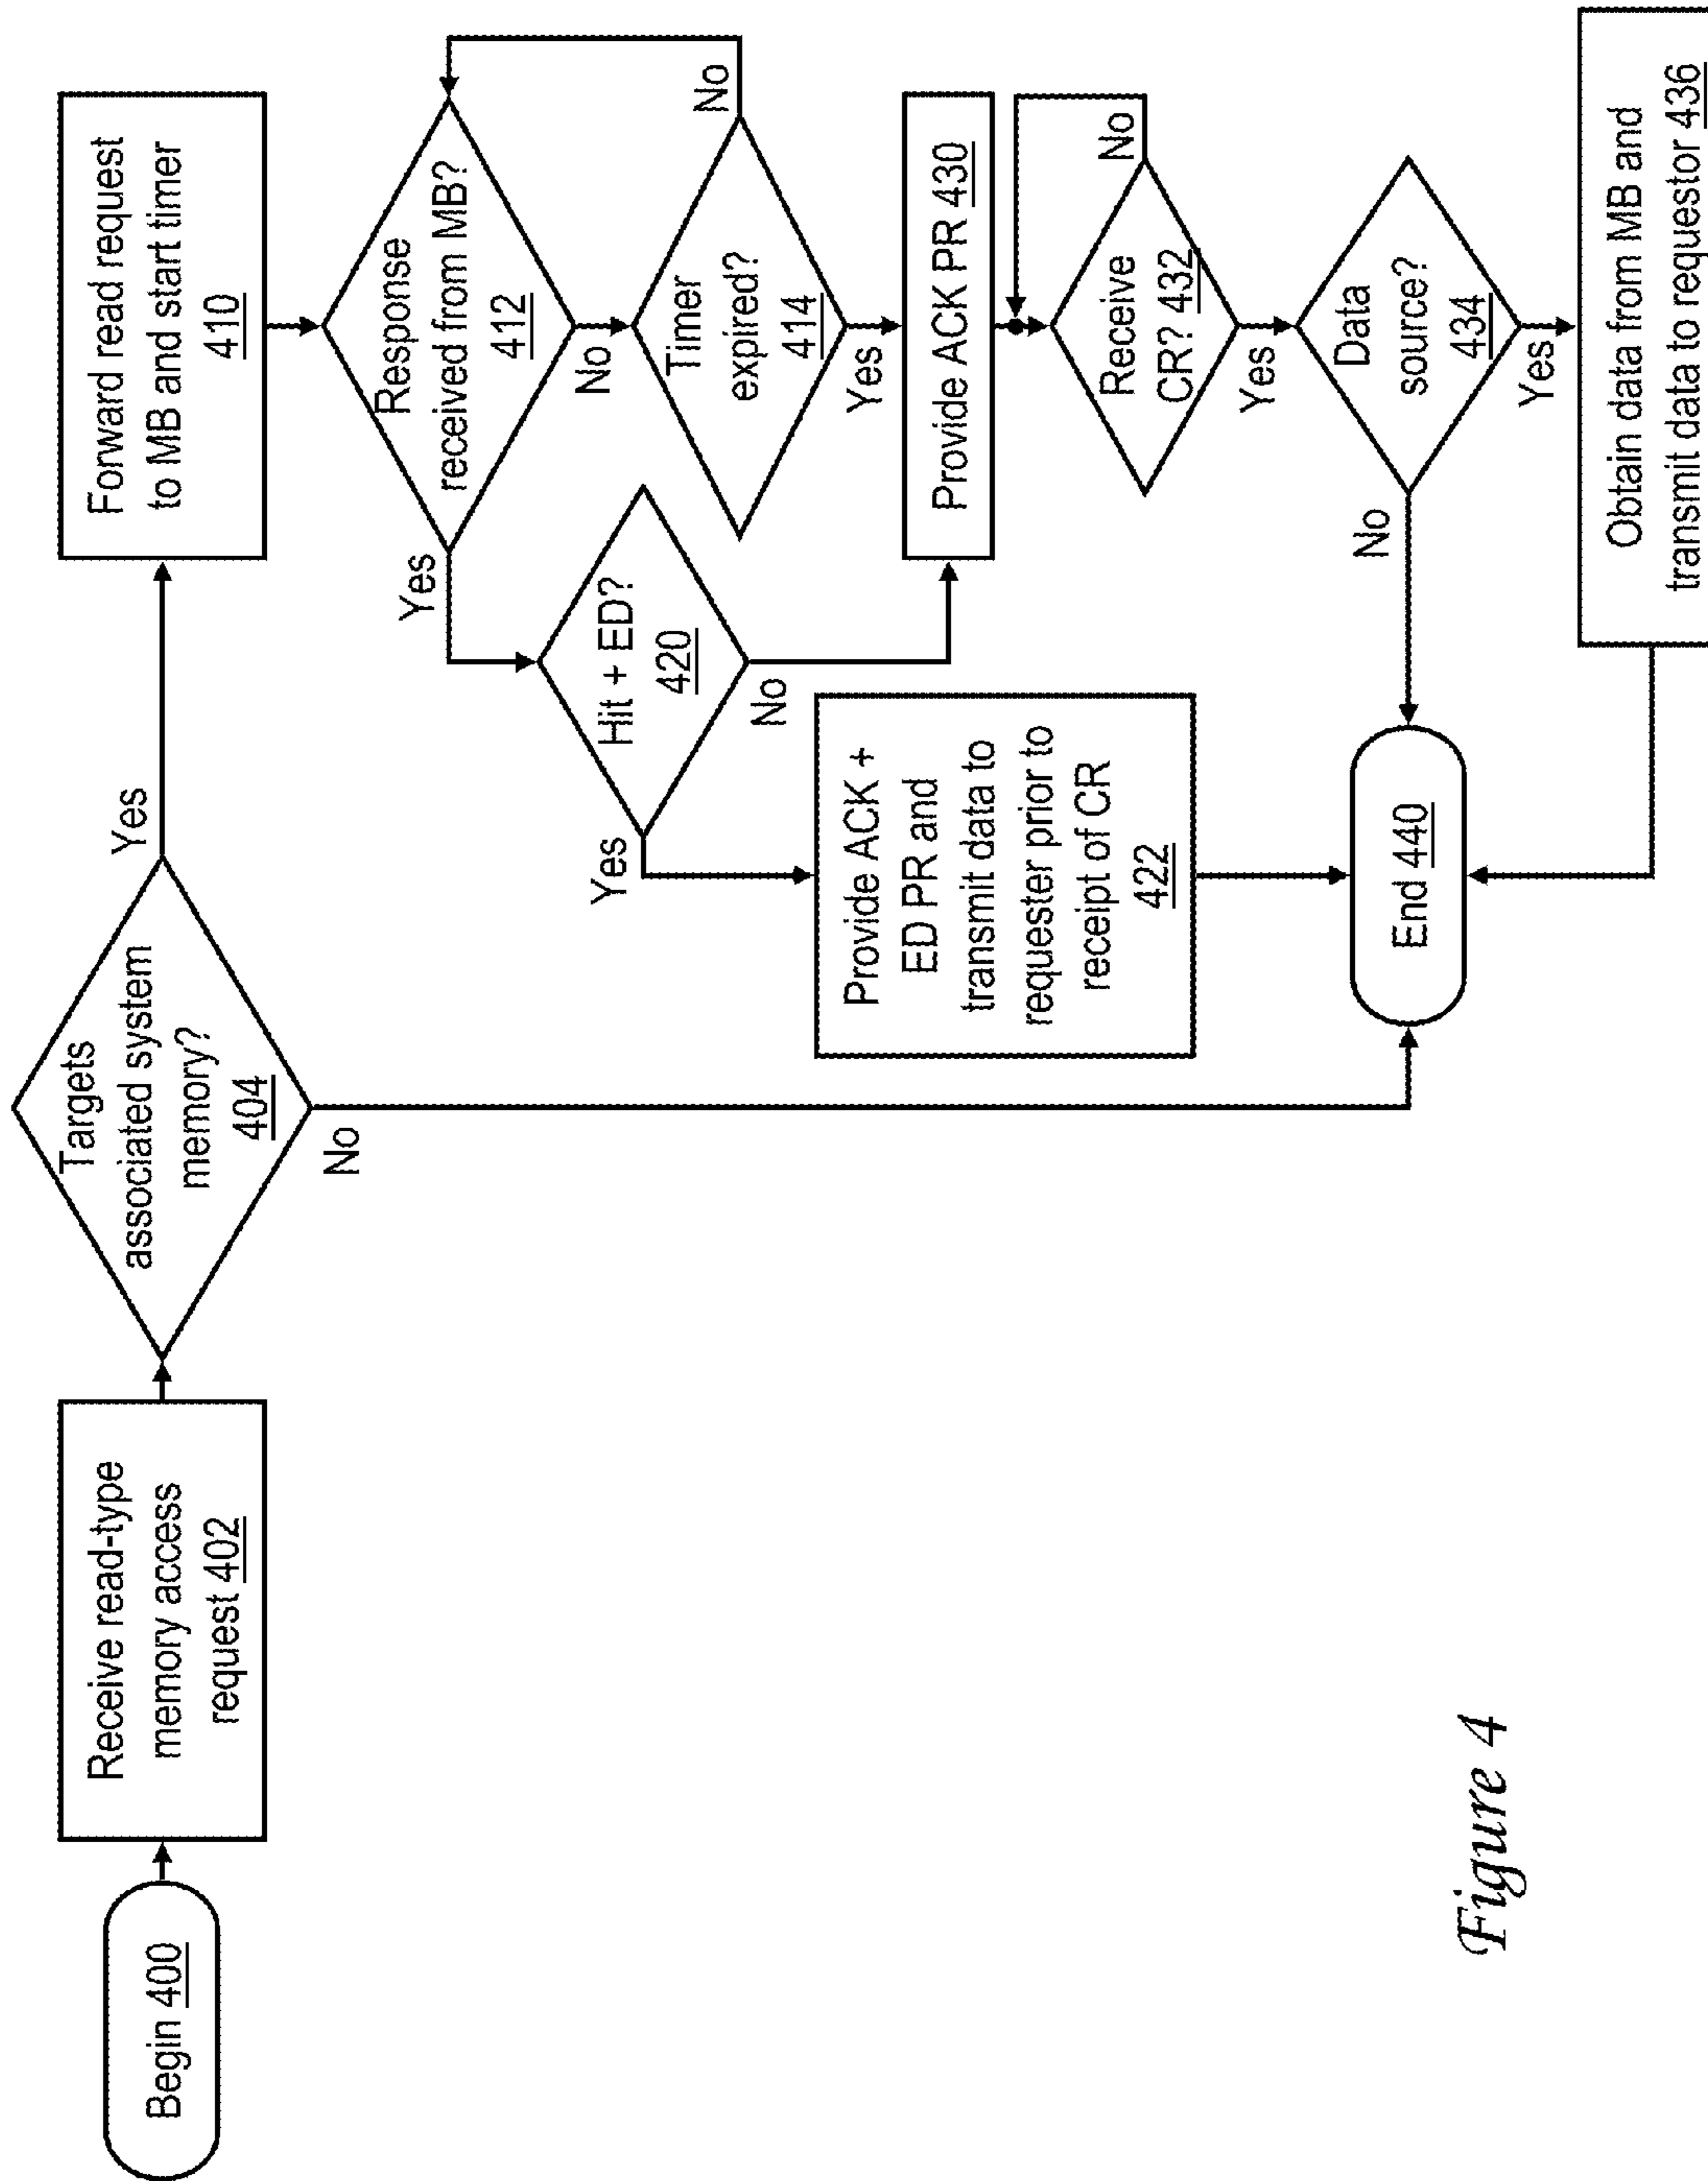 Begin 400
Receive read-type
memory access
request 402
Targets
associated system
memory?
404
Yes
No
Forward read request
to MB and start timer
410
Response
received from MB?
412
Yes
No
Timer
expired?
414
No
Yes
Hit + ED?
420
Yes
No
Provide ACK +
ED PR and
transmit data to
requester prior to
receipt of CR
422
Provide ACK PR 430
Receive
CR? 432
No
Yes
Data
source?
434
No
Yes
Obtain data from MB and
transmit data to requestor 436
End 440
Figure 4